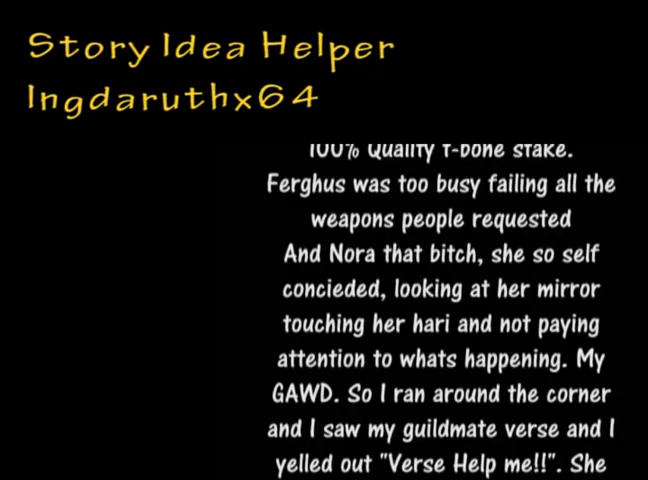 Story Idea Helper
Ingdaruthx64
100% Quality T-Bone stake.
Ferghus was too busy failing all the
weapons people requested
And Nora that bitch, she so self
concieded, looking at her mirror
touching her hari and not paying
attention to whats happening. My
GAWD. So I ran around the corner
and I saw my guildmate verse and I
yelled out "Verse Help me!!". She